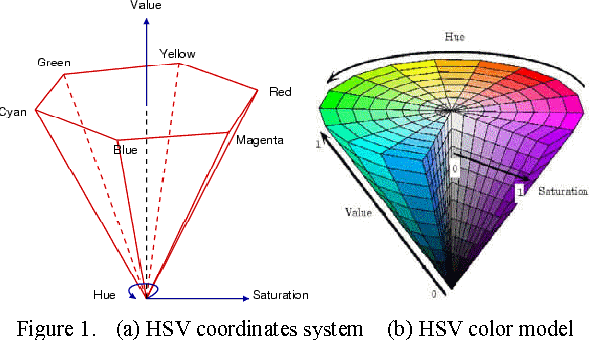 Value
Green
Yellow
Cyan
Red
Blue
Magenta
Hue
Saturation
Hue
1
0
1
Saturation
Value
0
Figure 1. (a) HSV coordinates system (b) HSV color model